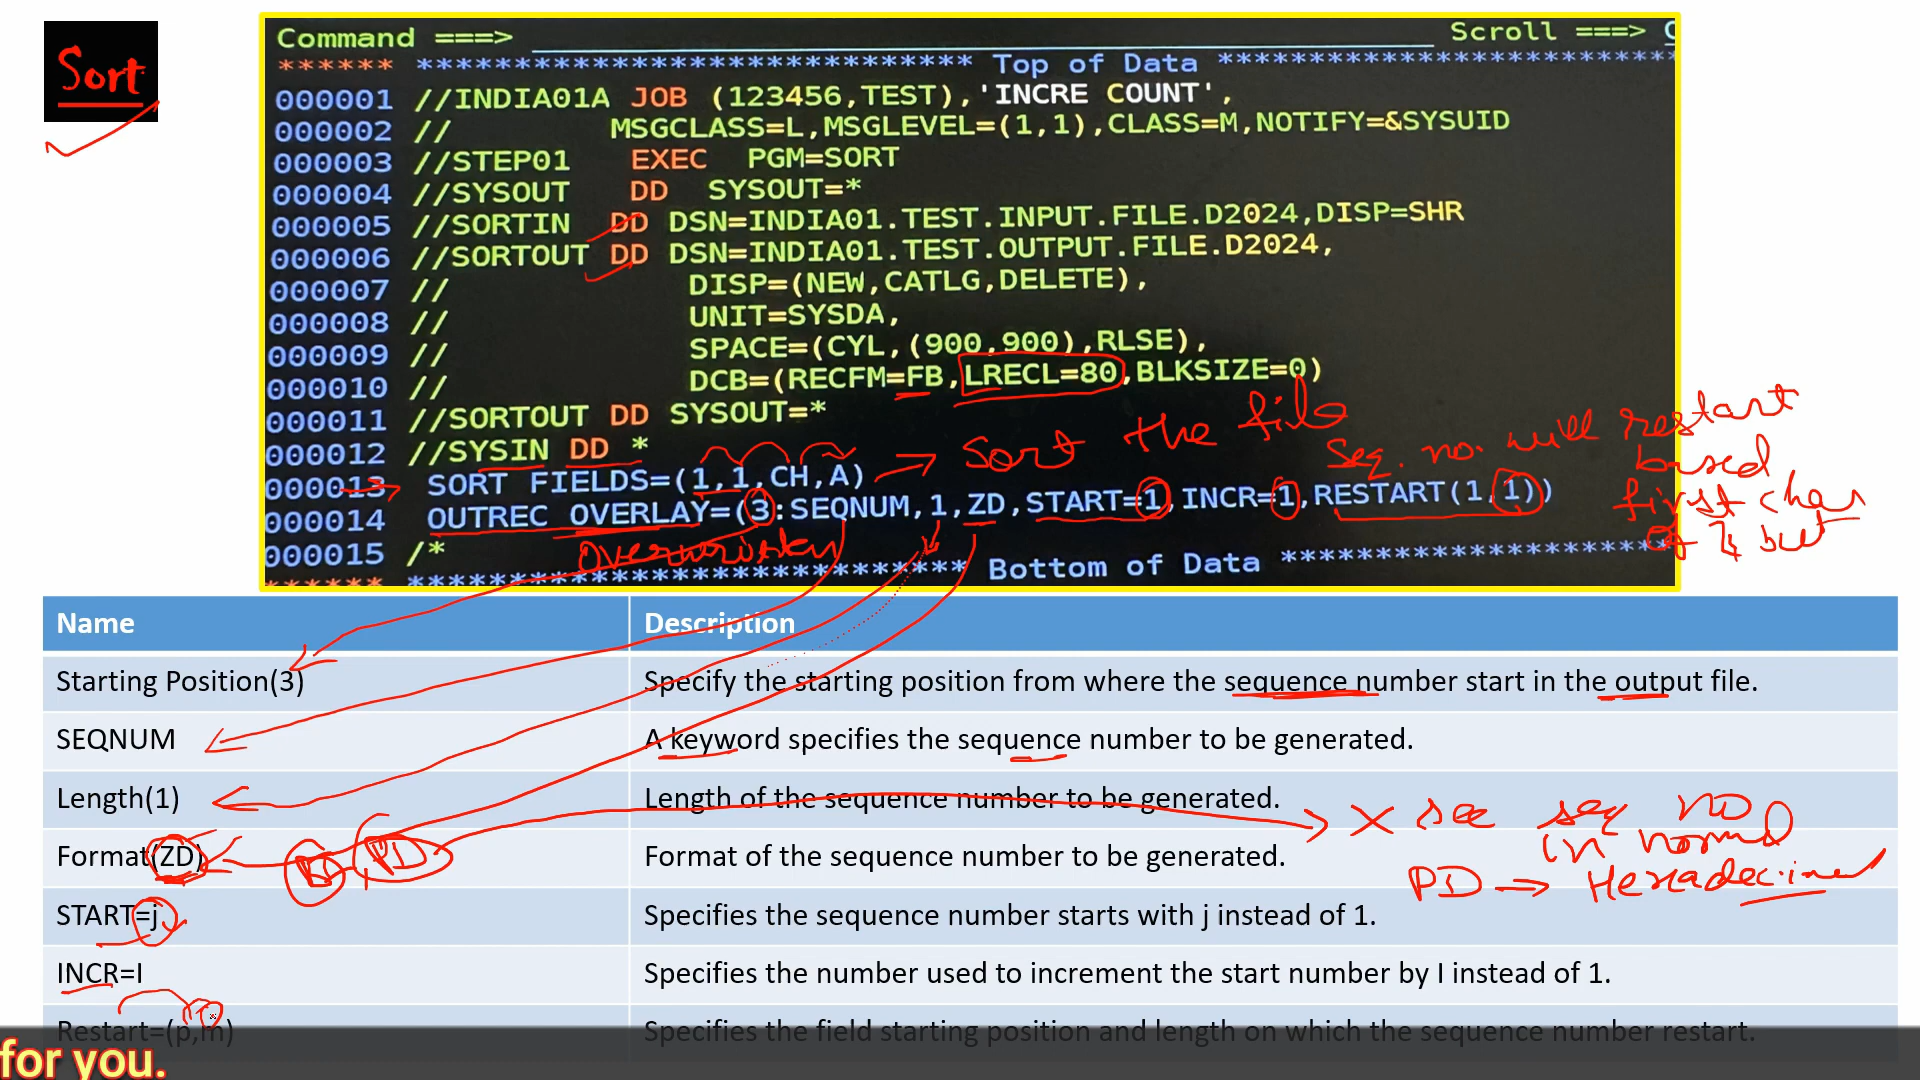 Sort
Command ===>
Scroll ===> C
****** **************************** Top of Data ************************
000001 //INDIA01A JOB (123456,TEST),'INCRE COUNT',
000002 // MSGCLASS=L,MSGLEVEL=(1,1),CLASS=M,NOTIFY=&SYSUID
000003 //STEP01 EXEC PGM=SORT
000004 //SYSOUT DD SYSOUT=*
000005 //SORTIN DD DSN=INDIA01.TEST.INPUT.FILE.D2024,DISP=SHR
000006 //SORTOUT DD DSN=INDIA01.TEST.OUTPUT.FILE.D2024,
000007 // DISP=(NEW,CATLG,DELETE),
000008 // UNIT=SYSDA,
000009 // SPACE=(CYL,(900,900),RLSE),
000010 // DCB=(RECFM=FB,LRECL=80,BLKSIZE=0)
000011 //SORTOUT DD SYSOUT=*
000012 //SYSIN DD *
Sort the file
Seq. no. will restart
based
first char
of
000013 SORT FIELDS=(1,1,CH,A)
000014 OUTREC OVERLAY=(3:SEQNUM,1,ZD,START=1,INCR=1,RESTART(1,1))
000015 /*
****** **************************** Bottom of Data ********************
Name Description
Starting Position(3) Specify the starting position from where the sequence number start in the output file.
SEQNUM A keyword specifies the sequence number to be generated.
Length(1) Length of the sequence number to be generated.
see seq no
in normal
Format(ZD) Format of the sequence number to be generated.
PD
PD → Hexadecimal
START=j Specifies the sequence number starts with j instead of 1.
INCR=I Specifies the number used to increment the start number by I instead of 1.
Restart=(p,m) Specifies the field starting position and length on which the sequence number restart.
for you.